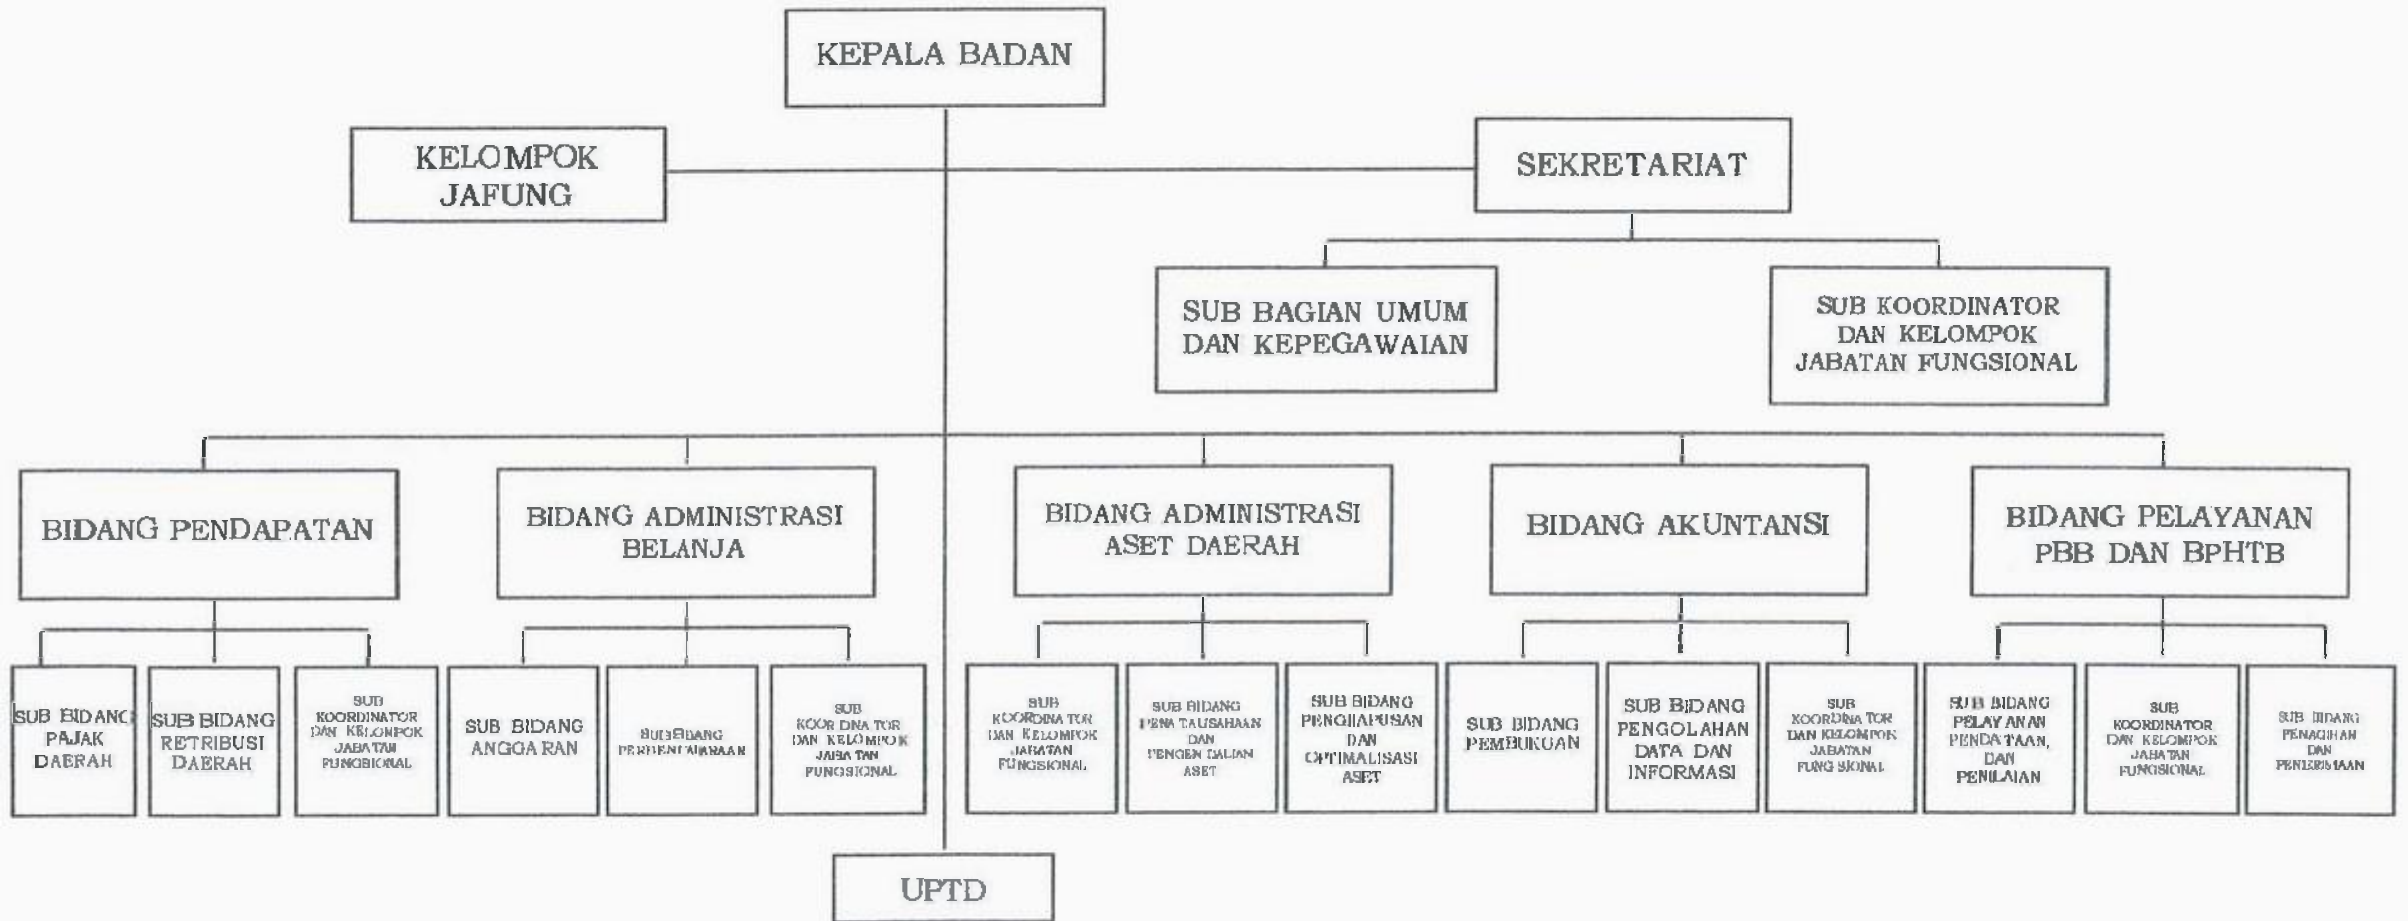 KEPALA BADAN
KELOMPOK
JAFUNG
SEKRETARIAT
SUB BAGIAN UMUM
DAN KEPEGAWAIAN
SUB KOORDINATOR
DAN KELOMPOK
JABATAN FUNGSIONAL
BIDANG PENDAPATAN
BIDANG ADMINISTRASI
BELANJA
BIDANG ADMINISTRASI
ASET DAERAH
BIDANG AKUNTANSI
BIDANG PELAYANAN
PBB DAN BPHTB
SUB BIDANG
PAJAK
DAERAH
SUB BIDANG
RETRIBUSI
DAERAH
SUB
KOORDINATOR
DAN KELOMPOK
JABATAN
FUNGSIONAL
SUB BIDANG
ANGGARAN
SUB BIDANG
PERBENDAHARAAN
SUB
KOORDINATOR
DAN KELOMPOK
JABATAN
FUNGSIONAL
SUB
KOORDINATOR
DAN KELOMPOK
JABATAN
FUNGSIONAL
SUB BIDANG
PENATAUSAHAAN
DAN
PENGENDALIAN
ASET
SUB BIDANG
PENGHAPUSAN
DAN
OPTIMALISASI
ASET
SUB BIDANG
PEMBUKUAN
SUB BIDANG
PENGOLAHAN
DATA DAN
INFORMASI
SUB
KOORDINATOR
DAN KELOMPOK
JABATAN
FUNGSIONAL
SUB BIDANG
PELAYANAN
PENDATAAN,
DAN
PENILAIAN
SUB
KOORDINATOR
DAN KELOMPOK
JABATAN
FUNGSIONAL
SUB BIDANG
PENAGIHAN
DAN
PENERIMAAN
UPTD